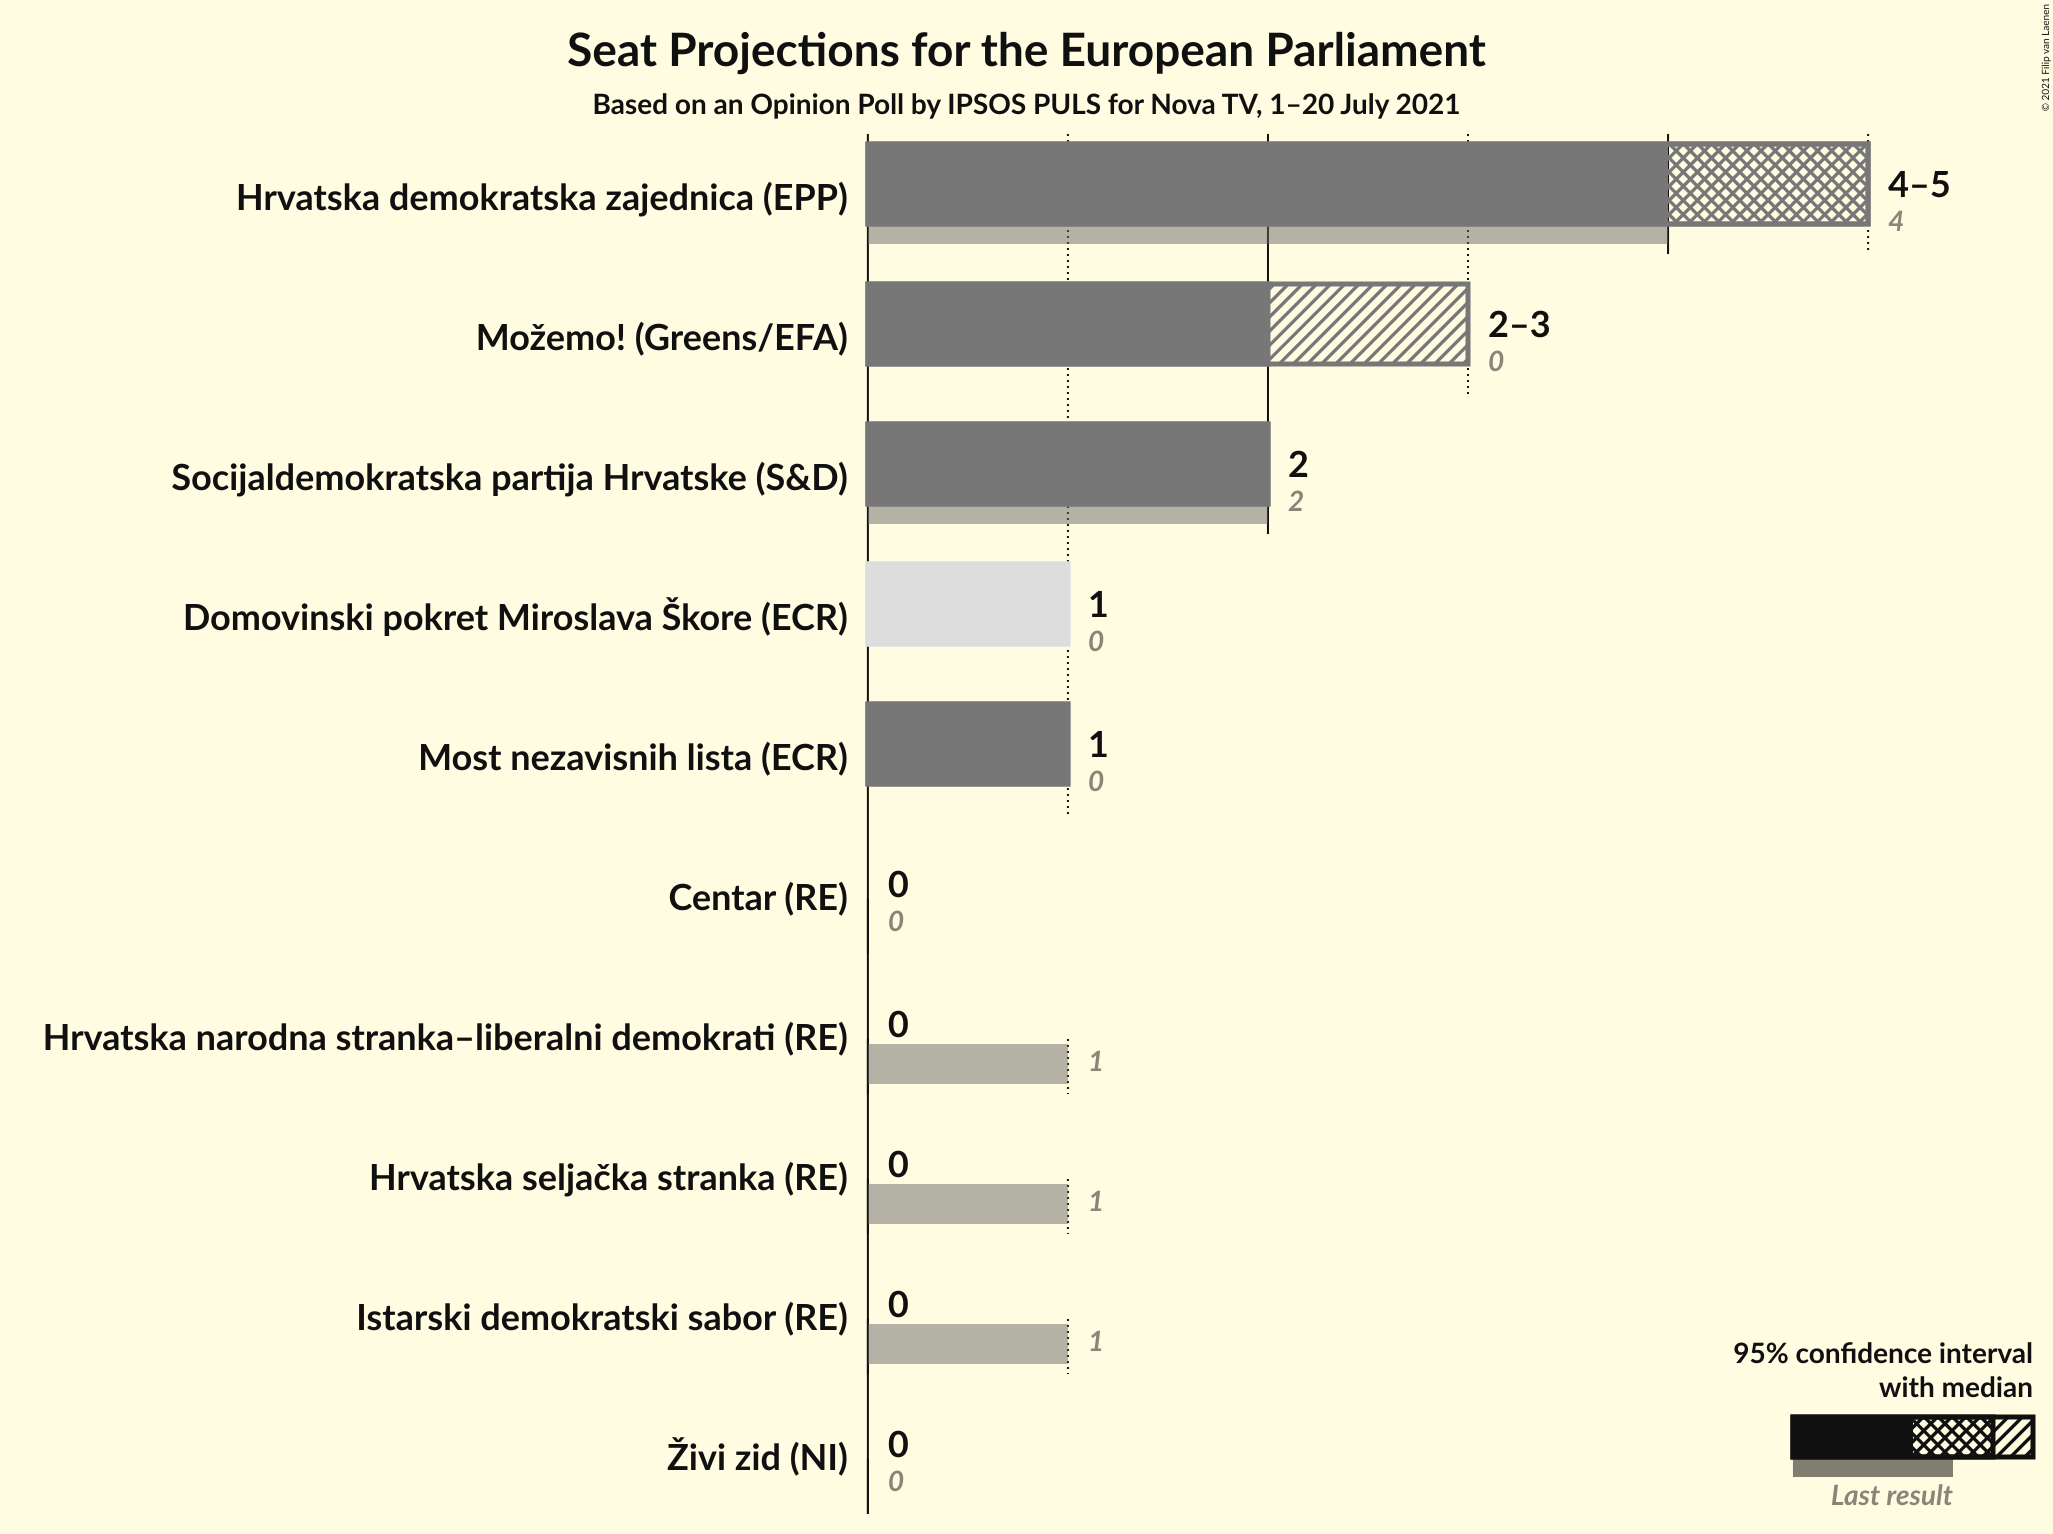 Seat Projections for the European Parliament
Based on an Opinion Poll by IPSOS PULS for Nova TV, 1–20 July 2021
© 2021 Filip van Laenen
Hrvatska demokratska zajednica (EPP)
4–5
4
Možemo! (Greens/EFA)
2–3
0
Socijaldemokratska partija Hrvatske (S&D)
2
2
Domovinski pokret Miroslava Škore (ECR)
1
0
Most nezavisnih lista (ECR)
1
0
Centar (RE)
0
0
Hrvatska narodna stranka–liberalni demokrati (RE)
0
1
Hrvatska seljačka stranka (RE)
0
1
Istarski demokratski sabor (RE)
0
1
Živi zid (NI)
0
0
95% confidence interval
with median
Last result